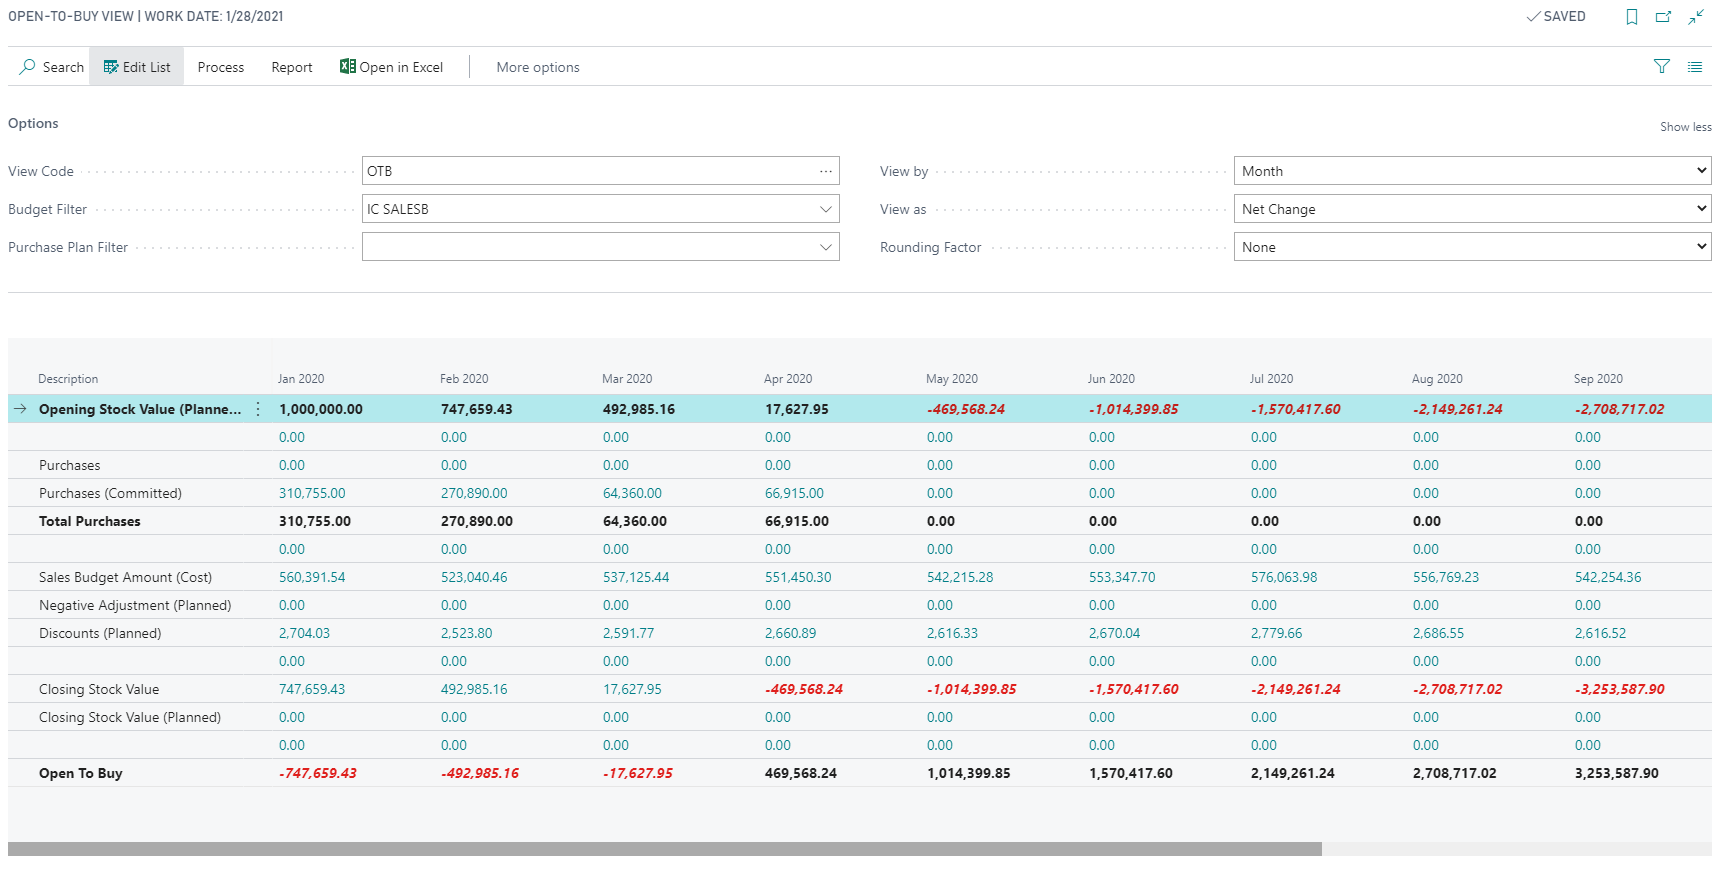 OPEN-TO-BUY VIEW | WORK DATE: 1/28/2021 SAVED
Search Edit List Process Report Open in Excel More options
Options Show less
View Code OTB View by Month
Budget Filter IC SALESB View as Net Change
Purchase Plan Filter Rounding Factor None
Description Jan 2020 Feb 2020 Mar 2020 Apr 2020 May 2020 Jun 2020 Jul 2020 Aug 2020 Sep 2020
Opening Stock Value (Planne... 1,000,000.00 747,659.43 492,985.16 17,627.95 -469,568.24 -1,014,399.85 -1,570,417.60 -2,149,261.24 -2,708,717.02
0.00 0.00 0.00 0.00 0.00 0.00 0.00 0.00 0.00
Purchases 0.00 0.00 0.00 0.00 0.00 0.00 0.00 0.00 0.00
Purchases (Committed) 310,755.00 270,890.00 64,360.00 66,915.00 0.00 0.00 0.00 0.00 0.00
Total Purchases 310,755.00 270,890.00 64,360.00 66,915.00 0.00 0.00 0.00 0.00 0.00
0.00 0.00 0.00 0.00 0.00 0.00 0.00 0.00 0.00
Sales Budget Amount (Cost) 560,391.54 523,040.46 537,125.44 551,450.30 542,215.28 553,347.70 576,063.98 556,769.23 542,254.36
Negative Adjustment (Planned) 0.00 0.00 0.00 0.00 0.00 0.00 0.00 0.00 0.00
Discounts (Planned) 2,704.03 2,523.80 2,591.77 2,660.89 2,616.33 2,670.04 2,779.66 2,686.55 2,616.52
0.00 0.00 0.00 0.00 0.00 0.00 0.00 0.00 0.00
Closing Stock Value 747,659.43 492,985.16 17,627.95 -469,568.24 -1,014,399.85 -1,570,417.60 -2,149,261.24 -2,708,717.02 -3,253,587.90
Closing Stock Value (Planned) 0.00 0.00 0.00 0.00 0.00 0.00 0.00 0.00 0.00
0.00 0.00 0.00 0.00 0.00 0.00 0.00 0.00 0.00
Open To Buy -747,659.43 -492,985.16 -17,627.95 469,568.24 1,014,399.85 1,570,417.60 2,149,261.24 2,708,717.02 3,253,587.90